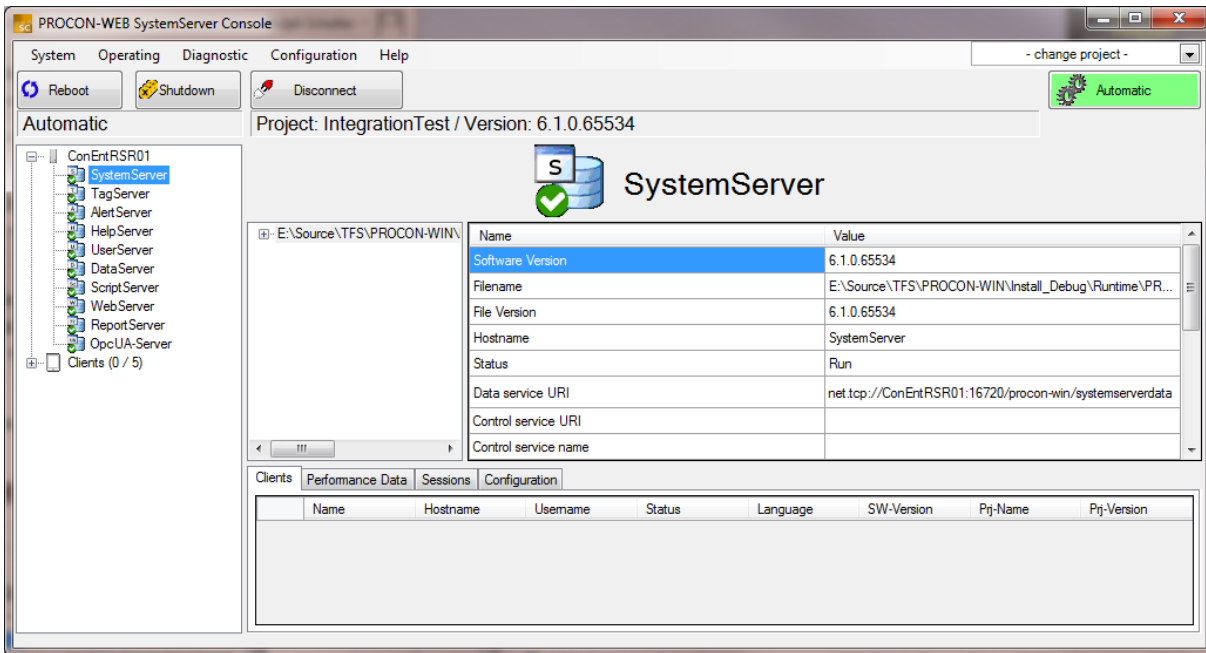 PROCON-WEB SystemServer Console
System Operating Diagnostic Configuration Help - change project -
Reboot Shutdown Disconnect Automatic
Automatic Project: IntegrationTest / Version: 6.1.0.65534
ConEntRSR01
SystemServer
TagServer
AlertServer
HelpServer
UserServer
DataServer
ScriptServer
WebServer
ReportServer
OpcUA-Server
Clients (0 / 5)
SystemServer
E:\Source\TFS\PROCON-WIN\
Name Value
Software Version 6.1.0.65534
Filename E:\Source\TFS\PROCON-WIN\Install_Debug\Runtime\PR...
File Version 6.1.0.65534
Hostname SystemServer
Status Run
Data service URI net.tcp://ConEntRSR01:16720/procon-win/systemserverdata
Control service URI
Control service name
Clients Performance Data Sessions Configuration
Name Hostname Username Status Language SW-Version Prj-Name Prj-Version